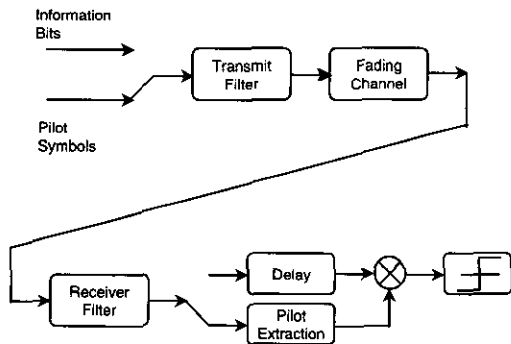 Information
Bits
Transmit
Filter
Fading
Channel
Pilot
Symbols
Receiver
Filter
Delay
Pilot
Extraction